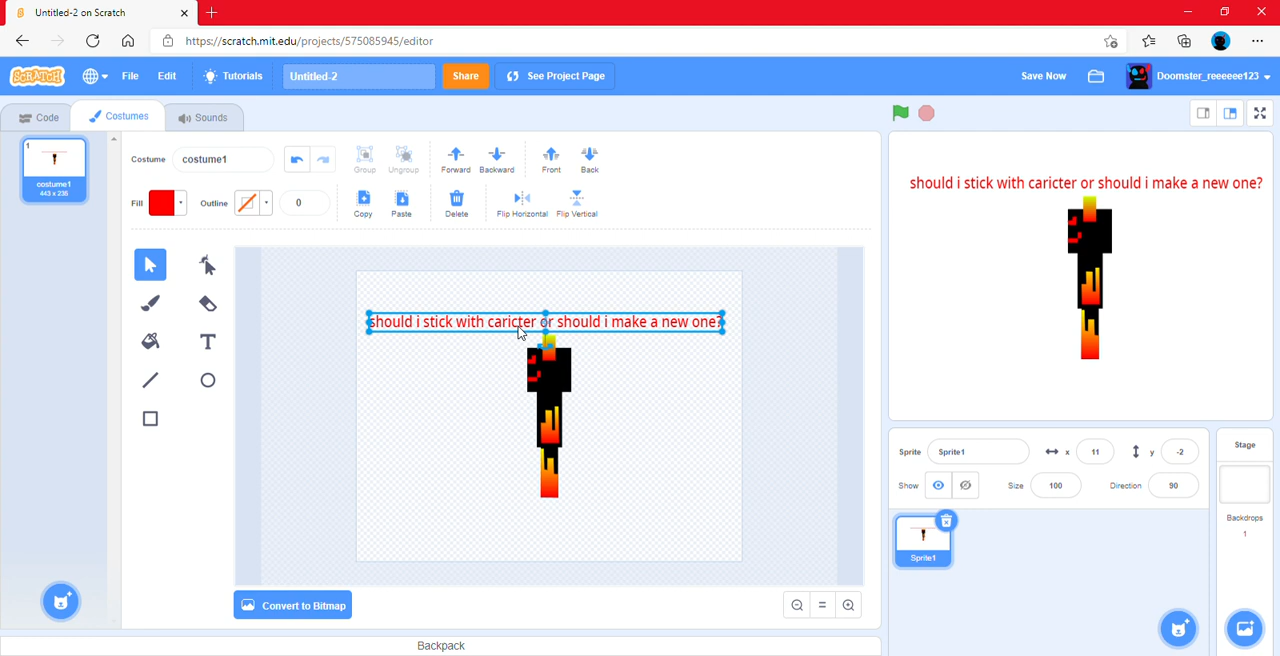 Untitled-2 on Scratch
https://scratch.mit.edu/projects/575085945/editor
SCRATCH File Edit Tutorials Untitled-2 Share See Project Page Save Now Doomster_reeeeee123
Code Costumes Sounds
1
costume1
443 x 235
Costume costume1 Group Ungroup Forward Backward Front Back
Fill Outline 0 Copy Paste Delete Flip Horizontal Flip Vertical
should i stick with caricter or should i make a new one?
Convert to Bitmap
Backpack
should i stick with caricter or should i make a new one?
Sprite Sprite1 x 11 y -2
Show Size 100 Direction 90
Sprite1
Stage
Backdrops
1